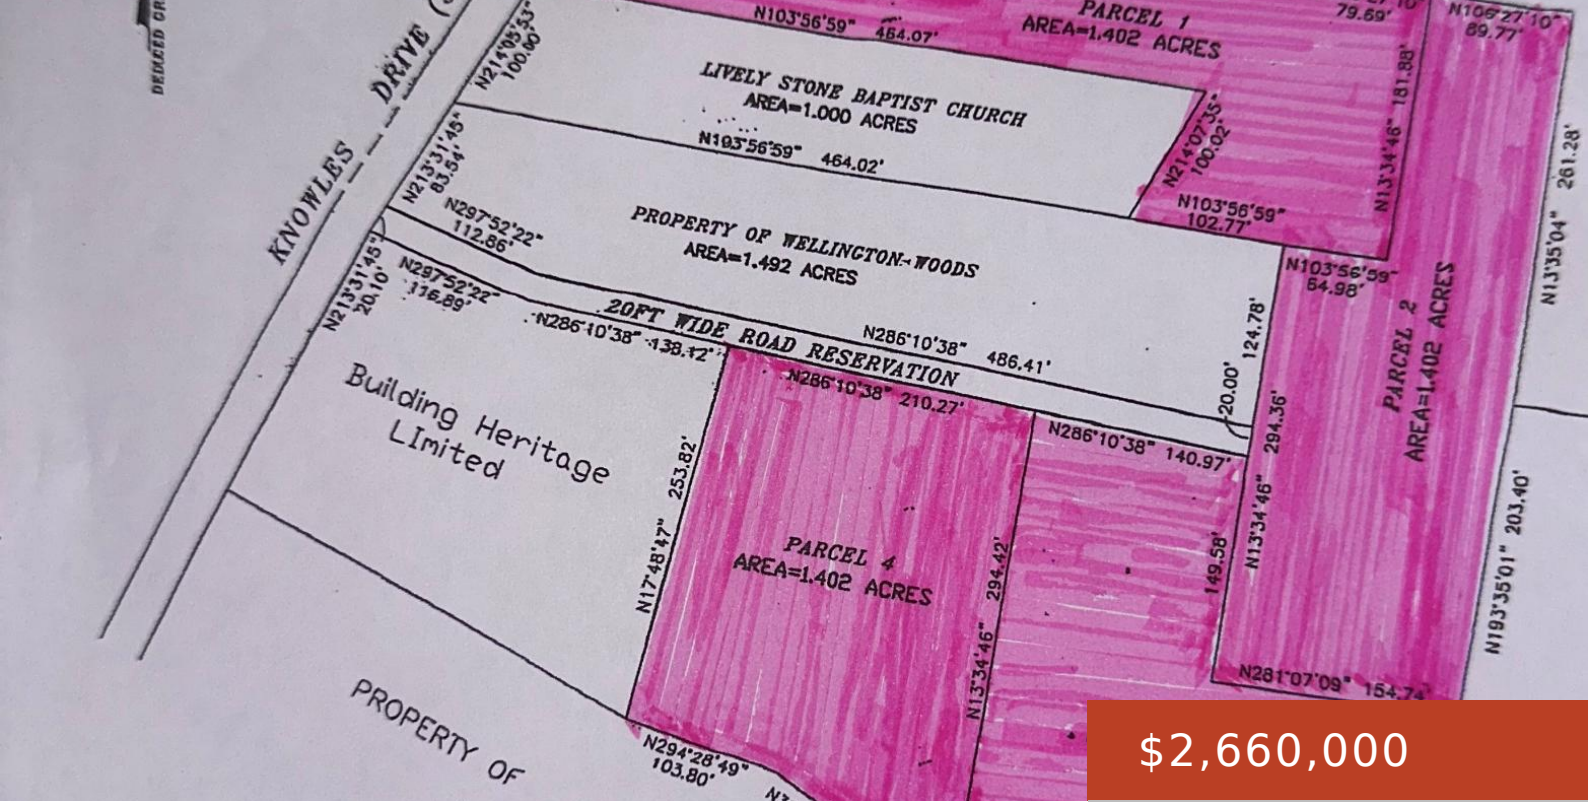 DRIVE
KNOWLES
N214°05'53"
100.00'
N103°56'59" 464.07'
PARCEL 1
AREA=1.402 ACRES
79.69'
N106°27'10"
89.77'
LIVELY STONE BAPTIST CHURCH
AREA=1.000 ACRES
N214°07'35"
100.02'
N13°34'46" 181.88'
N13°35'04" 261.28'
N213°31'45"
83.54'
N103°56'59" 464.02'
N103°56'59"
102.77'
N297°52'22"
112.86'
PROPERTY OF WELLINGTON-WOODS
AREA=1.492 ACRES
N103°56'59"
64.98'
PARCEL 2
AREA=1.402 ACRES
N213°31'45"
20.10'
N297°52'22"
116.89'
20FT WIDE ROAD RESERVATION
N286°10'38" 486.41'
124.78'
20.00'
N286°10'38" 138.12'
N286°10'38" 210.27'
N286°10'38" 140.97'
N13°34'46" 294.36'
Building Heritage
LImited
N17°48'47" 253.82'
PARCEL 4
AREA=1.402 ACRES
N13°34'46" 294.42'
149.58'
N193°35'01" 203.40'
N281°07'09" 154.74'
PROPERTY OF
N294°28'49"
103.80'
$2,660,000